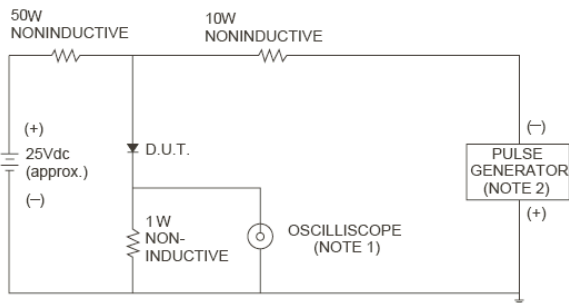 50W
NONINDUCTIVE
10W
NONINDUCTIVE
(+)
25Vdc
(approx.)
(–)
D.U.T.
1W
NON-
INDUCTIVE
OSCILLISCOPE
(NOTE 1)
(–)
PULSE
GENERATOR
(NOTE 2)
(+)